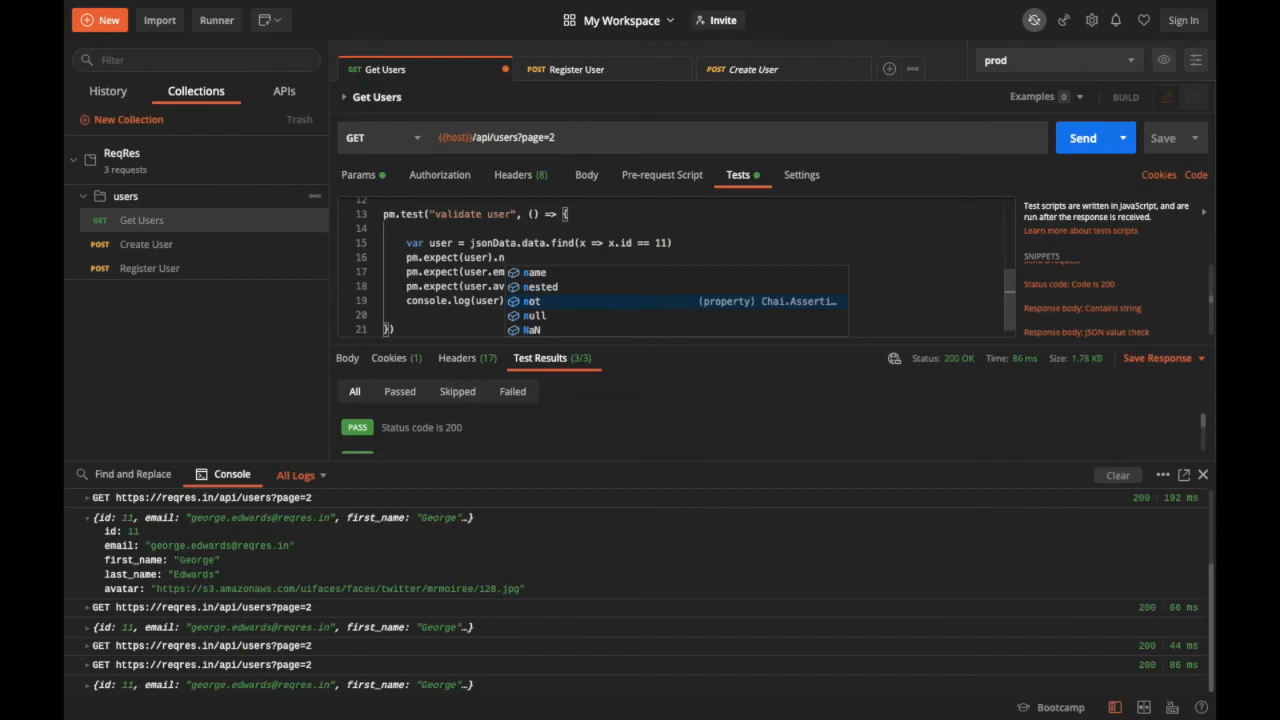 New Import Runner My Workspace Invite Sign In
Filter
History Collections APIs
New Collection Trash
ReqRes
3 requests
users
GET Get Users
POST Create User
POST Register User
GET Get Users POST Register User POST Create User prod
Get Users Examples 0 BUILD
GET {{host}}/api/users?page=2 Send Save
Params Authorization Headers (8) Body Pre-request Script Tests Settings Cookies Code
12
13 pm.test("validate user", () => {
14
15 var user = jsonData.data.find(x => x.id == 11)
16 pm.expect(user).n
17 pm.expect(user.em
18 pm.expect(user.av
19 console.log(user)
20
21 })
name
nested
not (property) Chai.Asserti…
null
NaN
Test scripts are written in JavaScript, and are
run after the response is received.
Learn more about tests scripts
SNIPPETS
Send a request
Status code: Code is 200
Response body: Contains string
Response body: JSON value check
Body Cookies (1) Headers (17) Test Results (3/3) Status: 200 OK Time: 86 ms Size: 1.78 KB Save Response
All Passed Skipped Failed
PASS Status code is 200
Find and Replace Console All Logs Clear
GET https://reqres.in/api/users?page=2 200 192 ms
{id: 11, email: "george.edwards@reqres.in", first_name: "George"…}
id: 11
email: "george.edwards@reqres.in"
first_name: "George"
last_name: "Edwards"
avatar: "https://s3.amazonaws.com/uifaces/faces/twitter/mrmoiree/128.jpg"
GET https://reqres.in/api/users?page=2 200 66 ms
{id: 11, email: "george.edwards@reqres.in", first_name: "George"…}
GET https://reqres.in/api/users?page=2 200 44 ms
GET https://reqres.in/api/users?page=2 200 86 ms
{id: 11, email: "george.edwards@reqres.in", first_name: "George"…}
Bootcamp